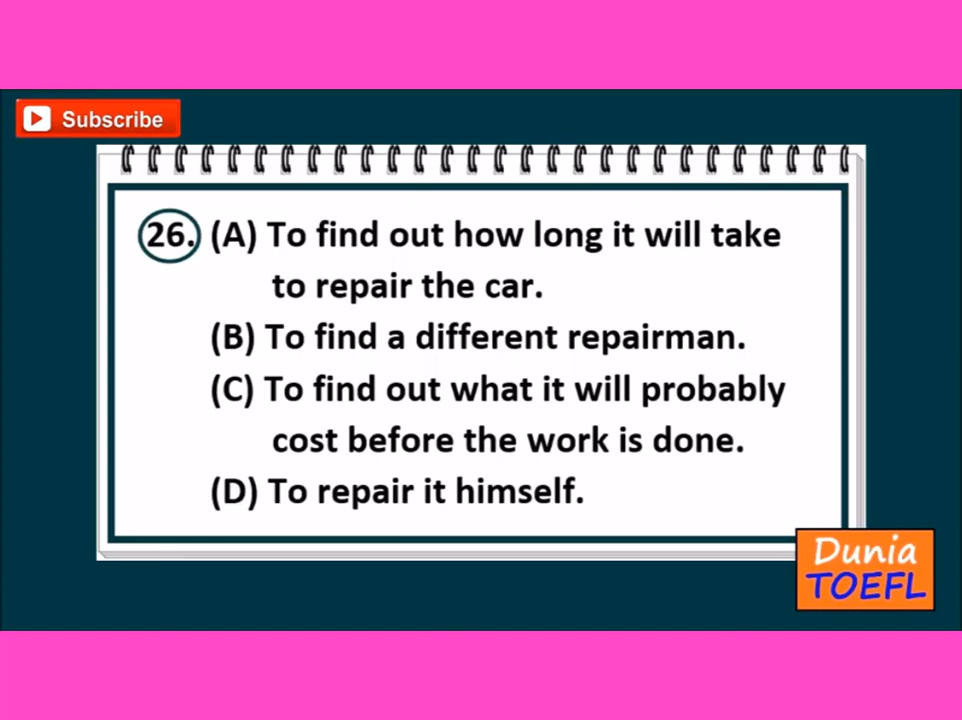 Subscribe
26. (A) To find out how long it will take
to repair the car.
(B) To find a different repairman.
(C) To find out what it will probably
cost before the work is done.
(D) To repair it himself.
Dunia
TOEFL